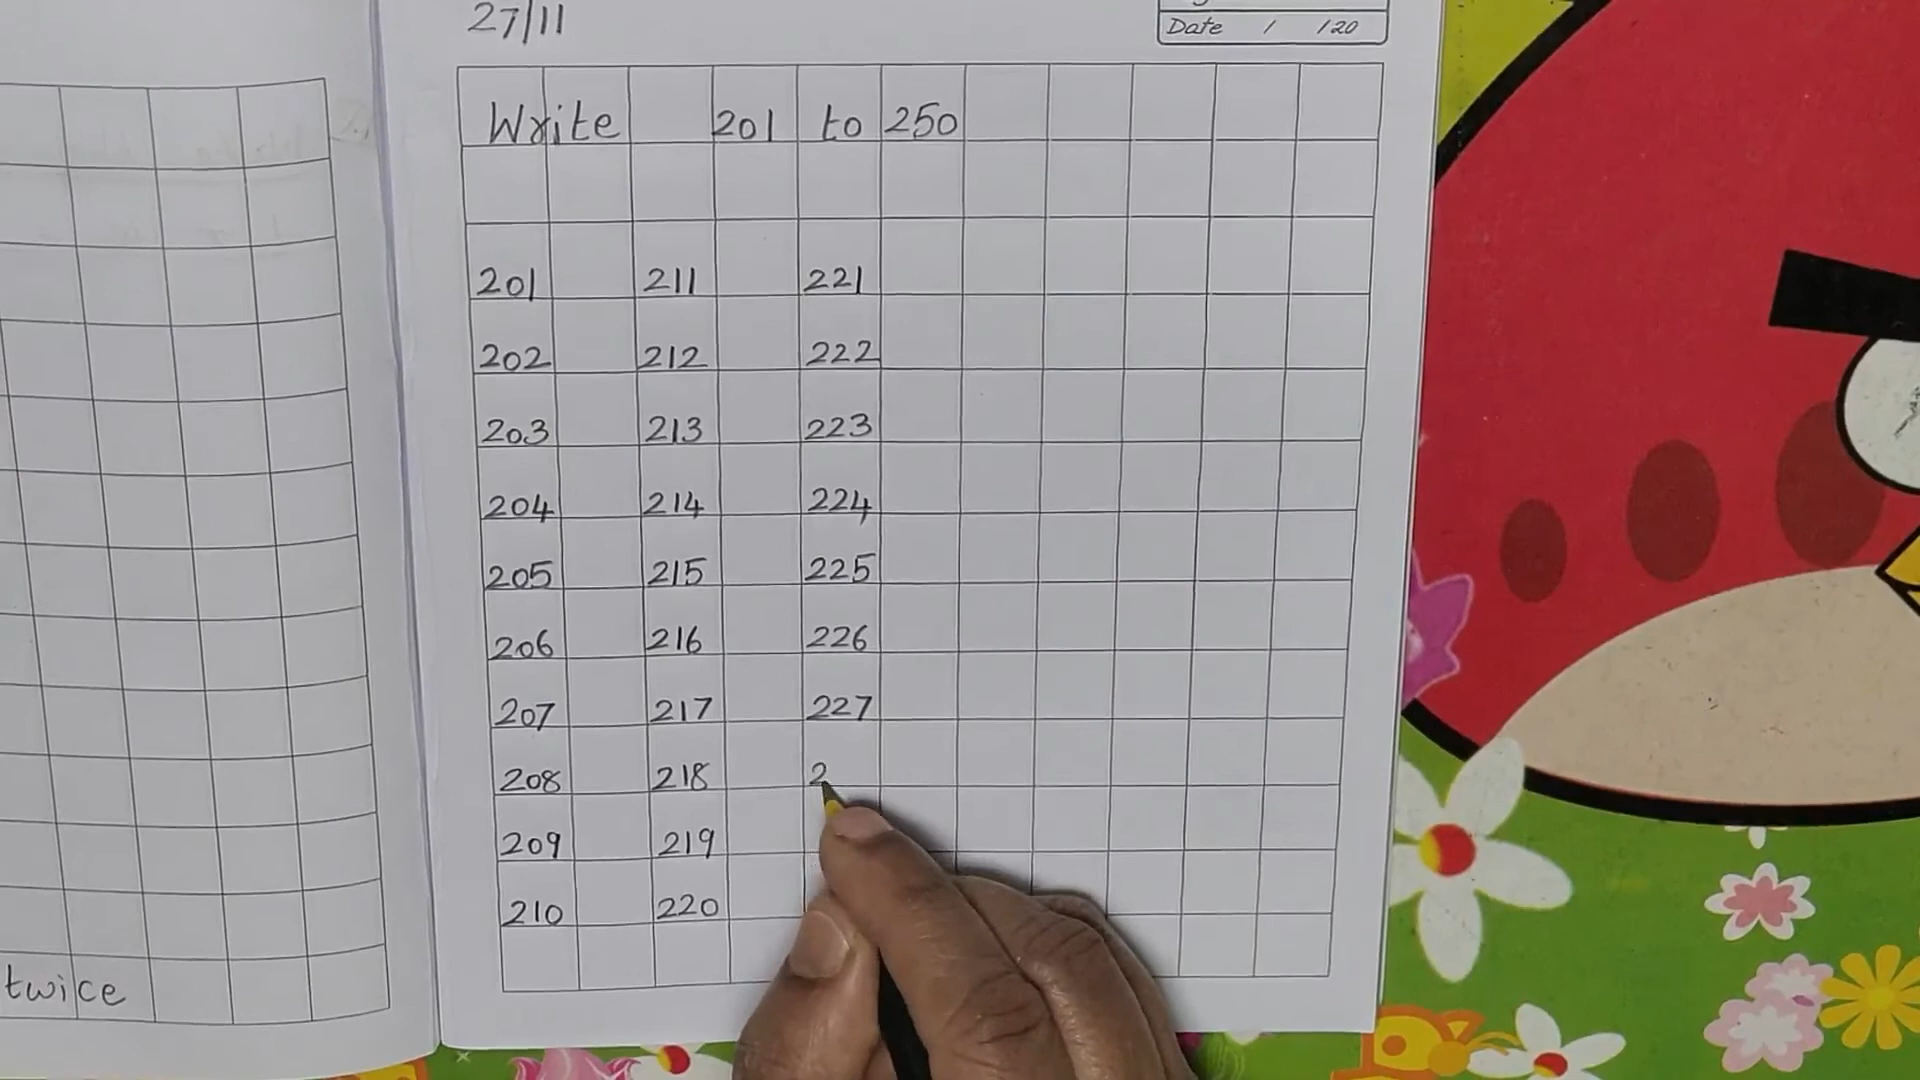 27/11
Date / /20
Write 201 to 250
201 211 221
202 212 222
203 213 223
204 214 224
205 215 225
206 216 226
207 217 227
208 218 2
209 219
210 220
twice